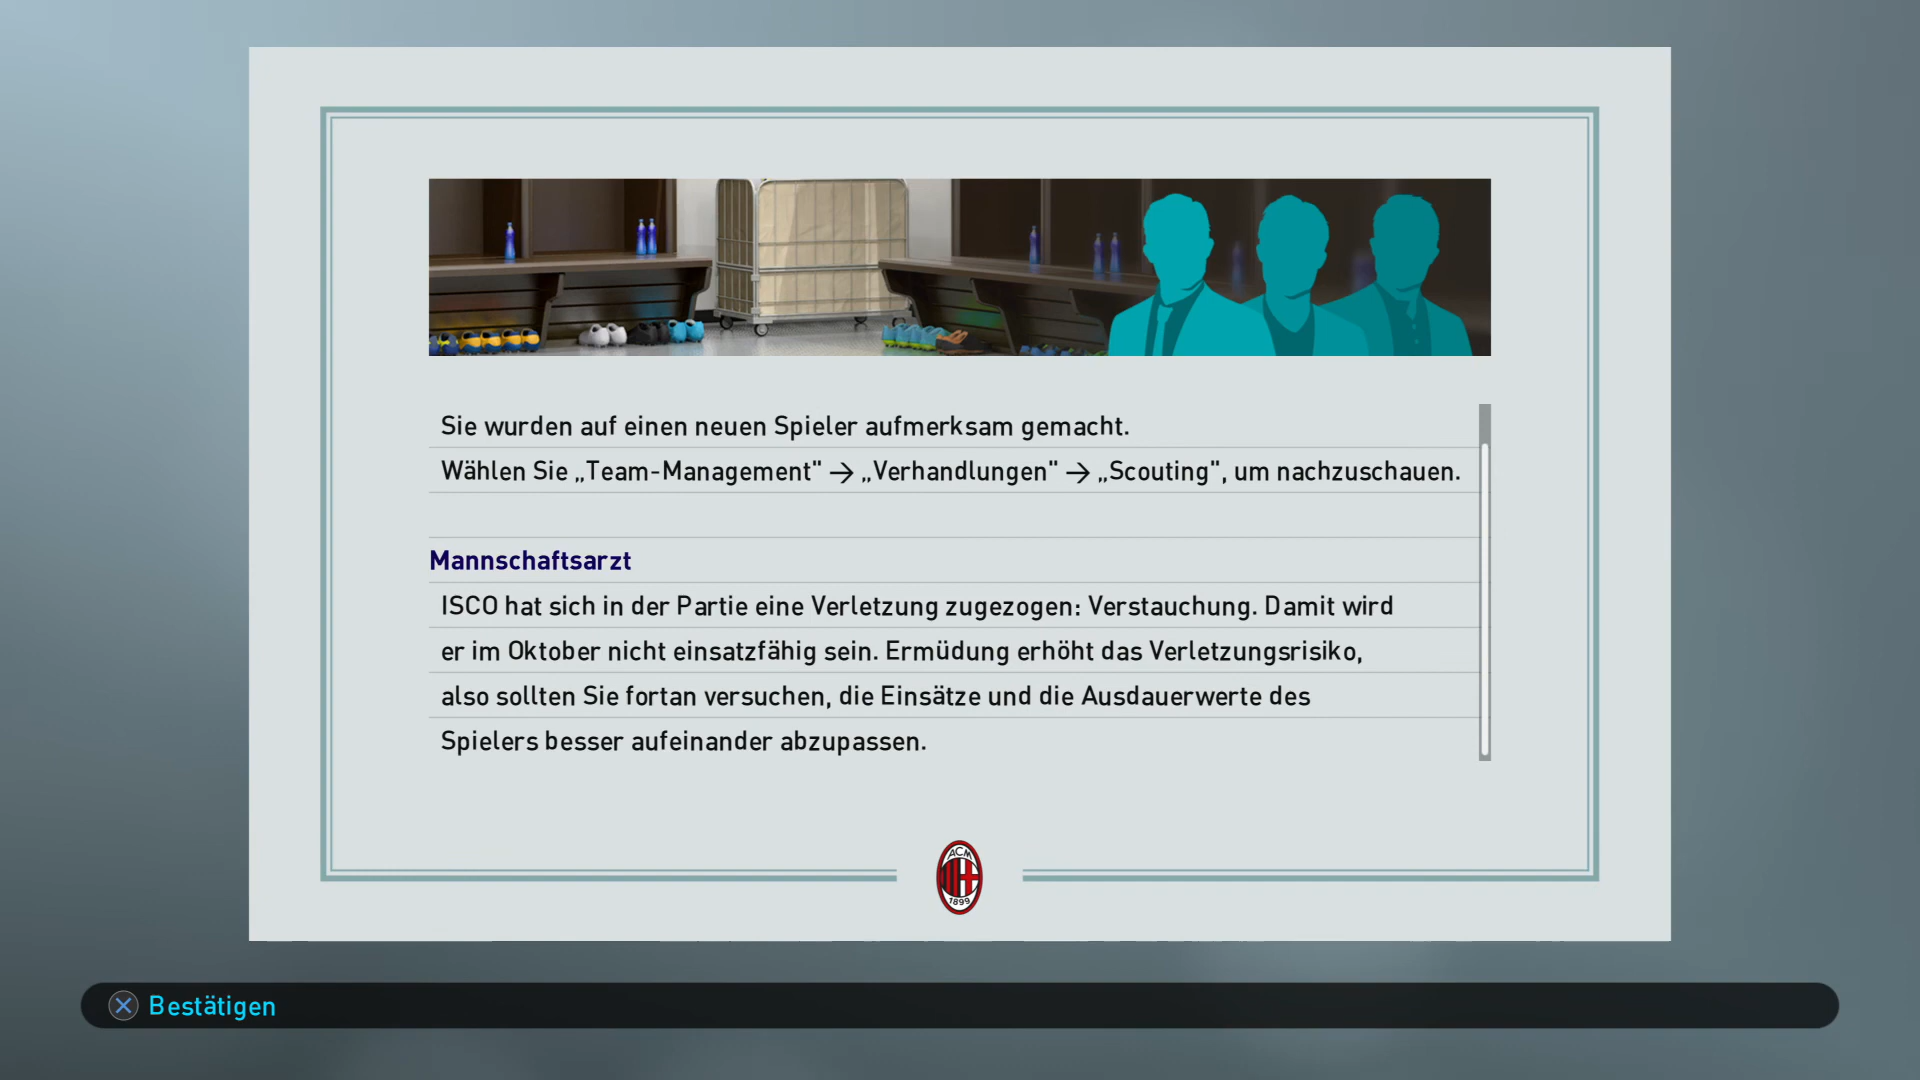 Sie wurden auf einen neuen Spieler aufmerksam gemacht.
Wählen Sie „Team-Management" → „Verhandlungen" → „Scouting", um nachzuschauen.
Mannschaftsarzt
ISCO hat sich in der Partie eine Verletzung zugezogen: Verstauchung. Damit wird
er im Oktober nicht einsatzfähig sein. Ermüdung erhöht das Verletzungsrisiko,
also sollten Sie fortan versuchen, die Einsätze und die Ausdauerwerte des
Spielers besser aufeinander abzupassen.
ACM
1899
Bestätigen